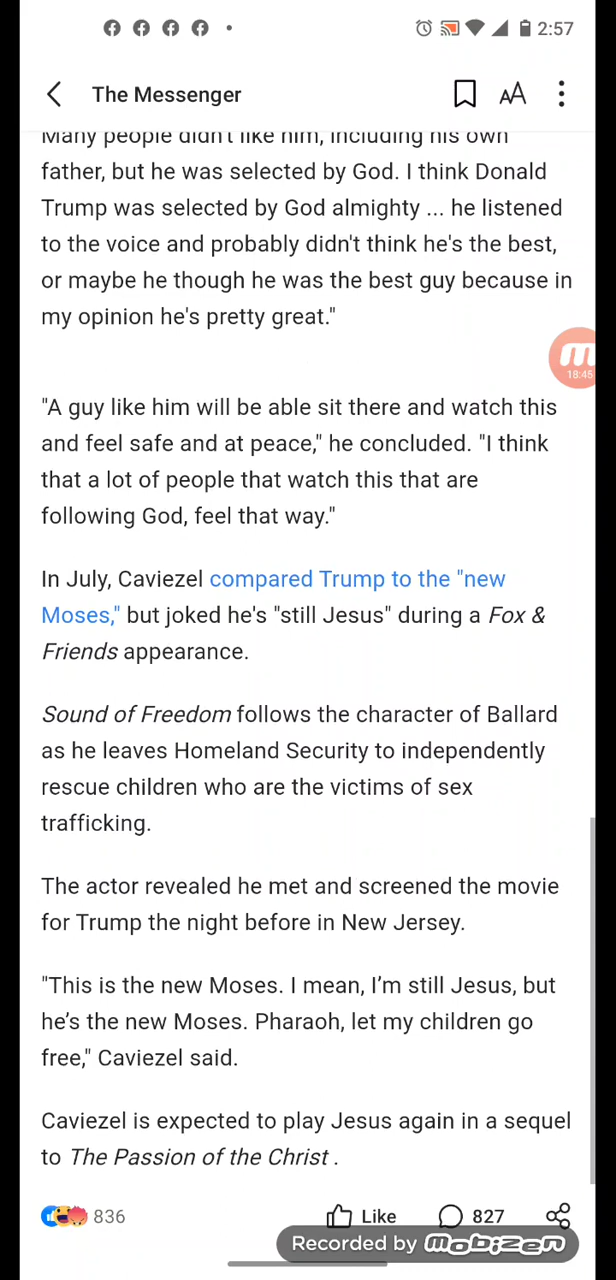 2:57
The Messenger
AA
Many people didn't like him, including his own
father, but he was selected by God. I think Donald
Trump was selected by God almighty ... he listened
to the voice and probably didn't think he's the best,
or maybe he though he was the best guy because in
my opinion he's pretty great."
m
18:45
"A guy like him will be able sit there and watch this
and feel safe and at peace," he concluded. "I think
that a lot of people that watch this that are
following God, feel that way."
In July, Caviezel compared Trump to the "new
Moses," but joked he's "still Jesus" during a Fox &
Friends appearance.
Sound of Freedom follows the character of Ballard
as he leaves Homeland Security to independently
rescue children who are the victims of sex
trafficking.
The actor revealed he met and screened the movie
for Trump the night before in New Jersey.
"This is the new Moses. I mean, I’m still Jesus, but
he’s the new Moses. Pharaoh, let my children go
free," Caviezel said.
Caviezel is expected to play Jesus again in a sequel
to The Passion of the Christ .
836
Like
827
Recorded by mobizen